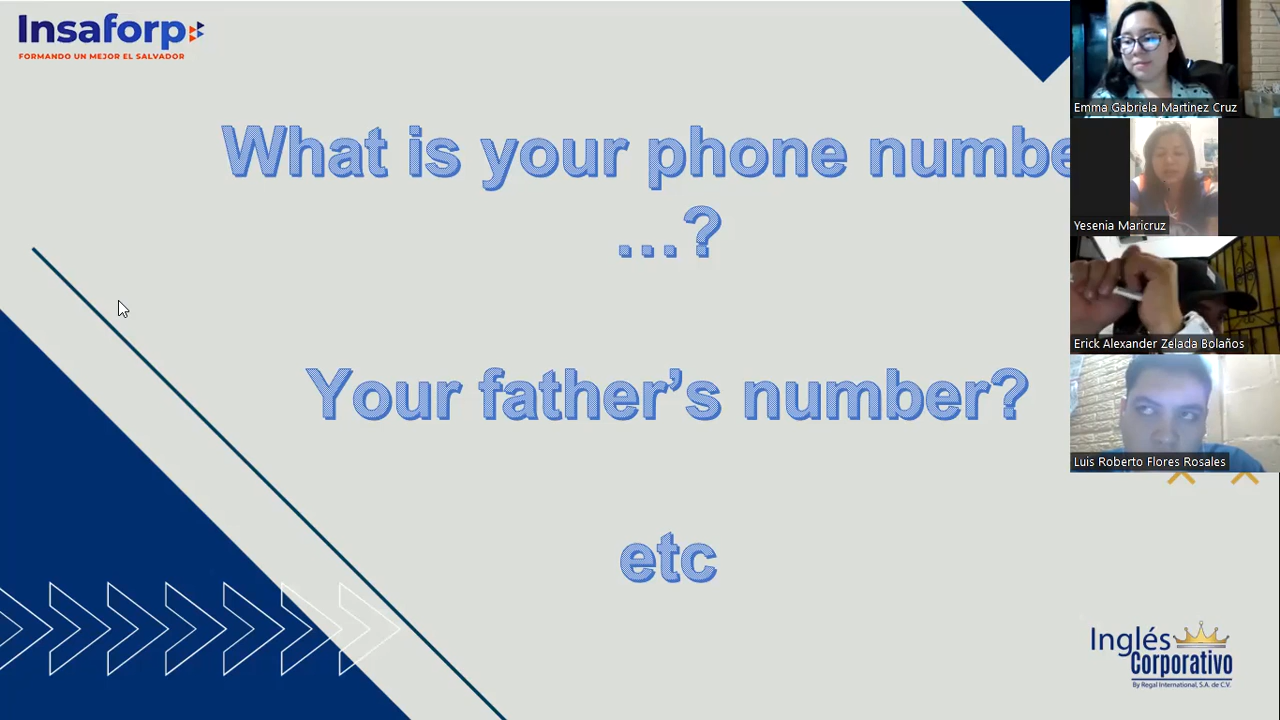 Insaforp
FORMANDO UN MEJOR EL SALVADOR
What is your phone numbe
...?
Your father’s number?
etc
Emma Gabriela Martinez Cruz
Yesenia Maricruz
Erick Alexander Zelada Bolaños
Luis Roberto Flores Rosales
Inglés
Corporativo
By Regal International, S.A. de C.V.